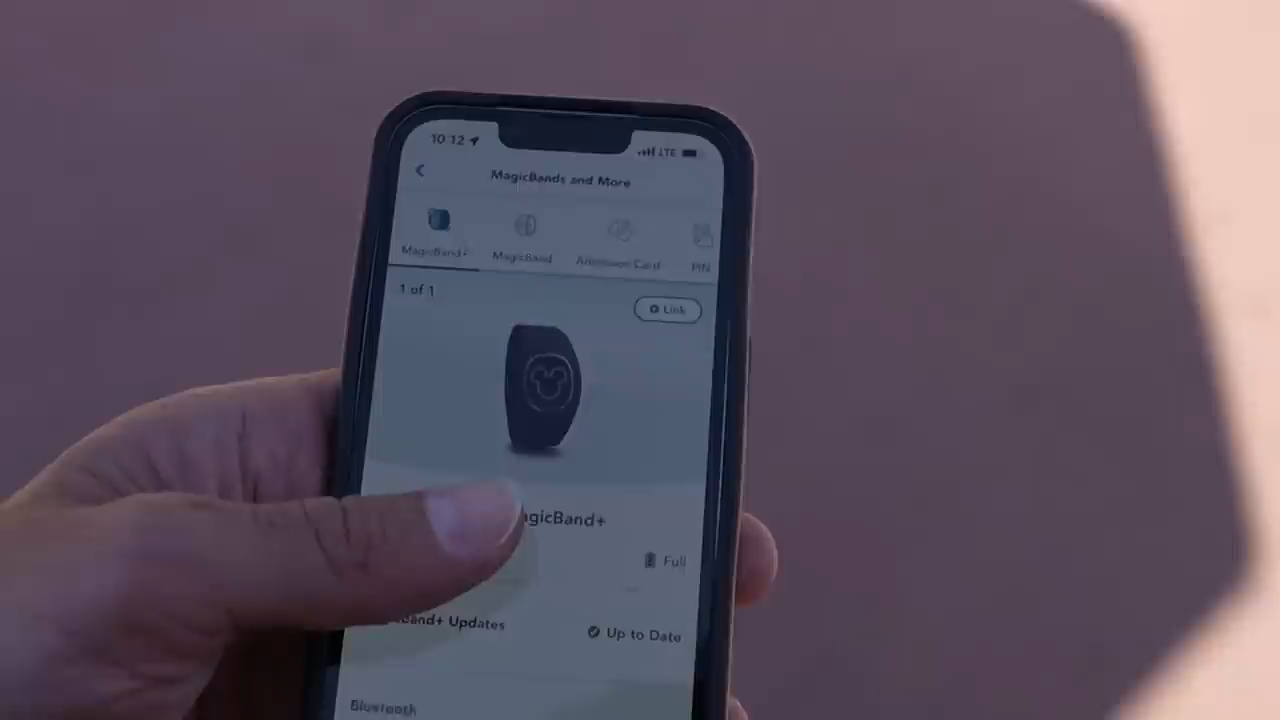 10:12
LTE
MagicBands and More
MagicBand+
MagicBand
Admission Card
PIN
1 of 1
Link
agicBand+
Full
band+ Updates
Up to Date
Bluetooth